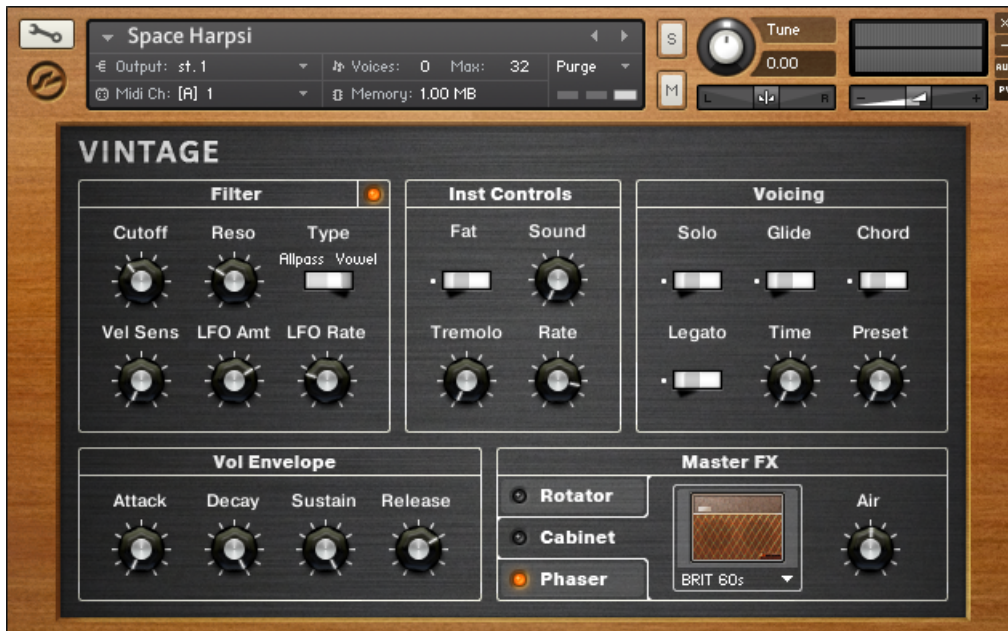 Space Harpsi
Output: st.1
Voices: 0 Max: 32
Purge
Midi Ch: [A] 1
Memory: 1.00 MB
S
M
Tune
0.00
L
R
AU
VINTAGE
Filter
Cutoff
Reso
Type
Allpass Vowel
Vel Sens
LFO Amt
LFO Rate
Inst Controls
Fat
Sound
Tremolo
Rate
Voicing
Solo
Glide
Chord
Legato
Time
Preset
Vol Envelope
Attack
Decay
Sustain
Release
Master FX
Rotator
Cabinet
Phaser
BRIT 60s
Air